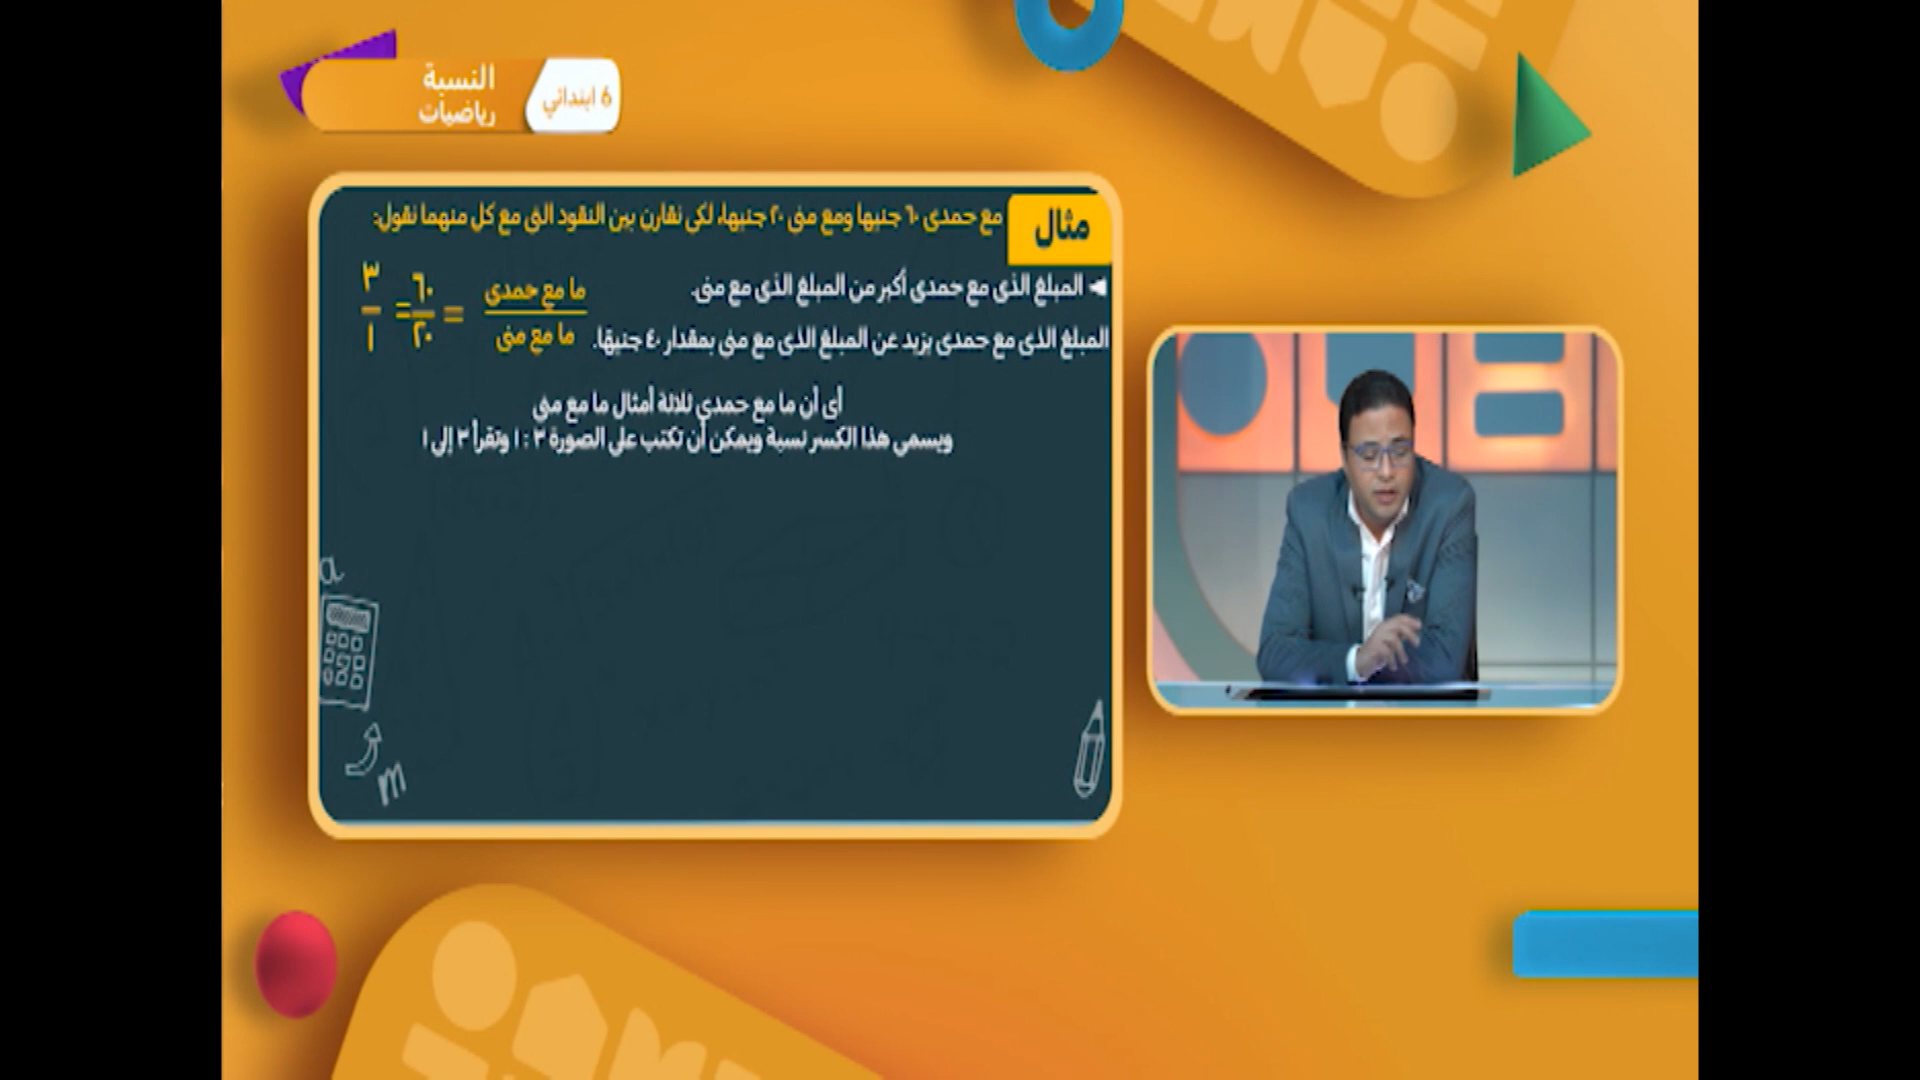 النسبة
رياضيات
6 ابتدائي
مثال
مع حمدى ٦٠ جنيها ومع منى ٢٠ جنيها، لكى نقارن بين النقود التى مع كل منهما نقول:
◄ المبلغ الذى مع حمدى أكبر من المبلغ الذى مع منى.
المبلغ الذى مع حمدى يزيد عن المبلغ الذى مع منى بمقدار ٤٠ جنيهًا.
ما مع حمدى
ما مع منى
=
٦٠
٢٠
=
٣
١
أى أن ما مع حمدي ثلاثة أمثال ما مع منى
ويسمى هذا الكسر نسبة ويمكن أن تكتب على الصورة ٣ : ١ وتقرأ ٣ إلى ١
a
m